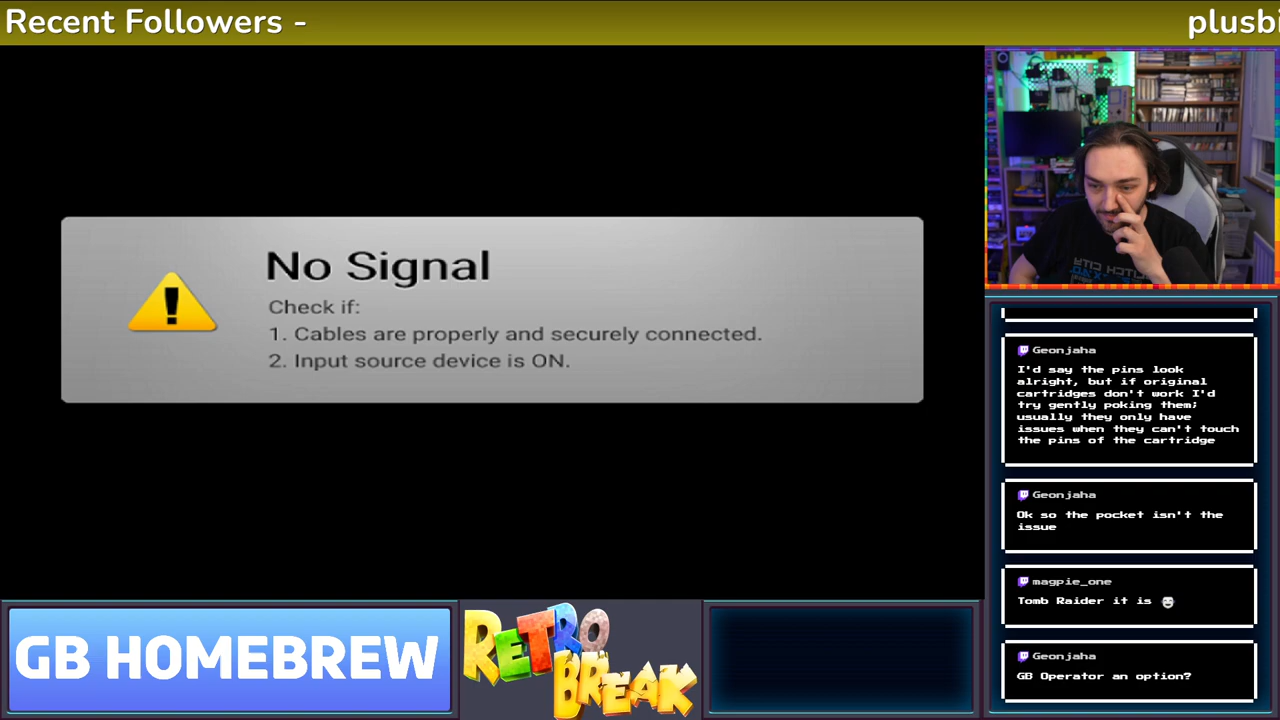 Recent Followers -
plusbi
No Signal
Check if:
1. Cables are properly and securely connected.
2. Input source device is ON.
Geonjaha
I'd say the pins look
alright, but if original
cartridges don't work I'd
try gently poking them;
usually they only have
issues when they can't touch
the pins of the cartridge
Geonjaha
Ok so the pocket isn't the
issue
magpie_one
Tomb Raider it is
Geonjaha
GB Operator an option?
GB HOMEBREW
RETRO
BREAK